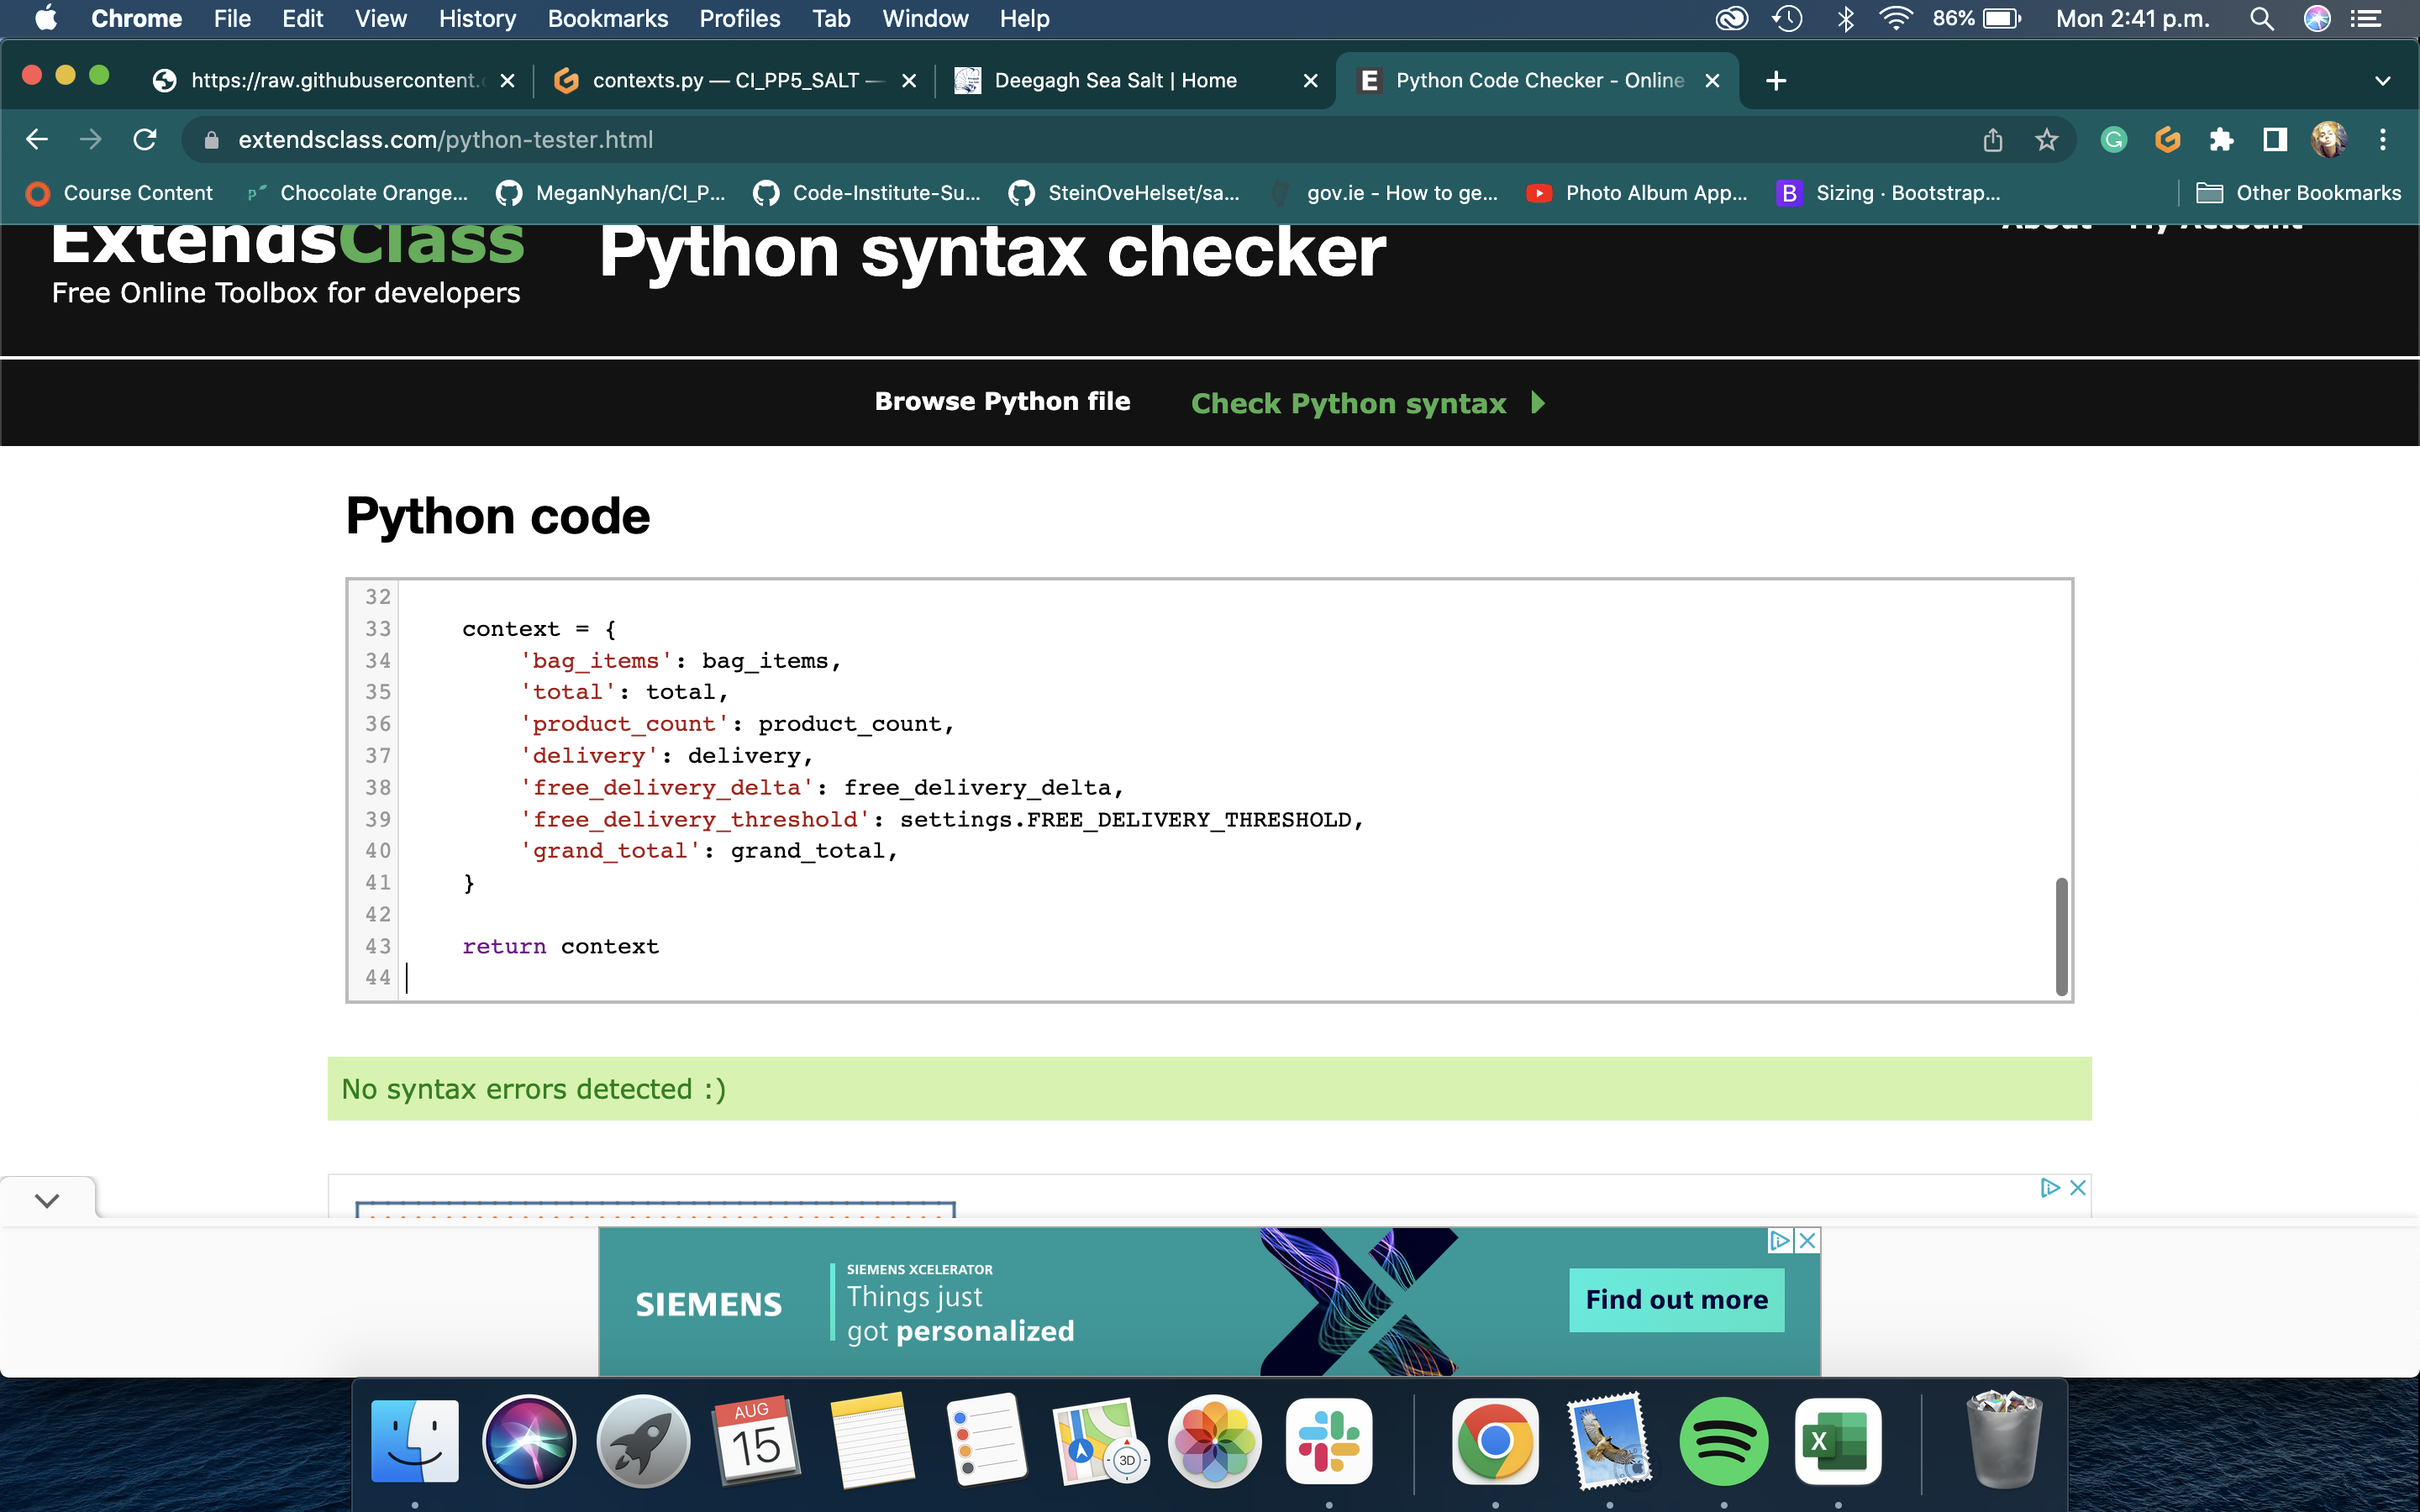 Chrome File Edit View History Bookmarks Profiles Tab Window Help 86% Mon 2:41 p.m.
https://raw.githubusercontent.c contexts.py — CI_PP5_SALT — Deegagh Sea Salt | Home Python Code Checker - Online
extendsclass.com/python-tester.html
Course Content Chocolate Orange... MeganNyhan/CI_P... Code-Institute-Su... SteinOveHelset/sa... gov.ie - How to ge... Photo Album App... Sizing · Bootstrap... Other Bookmarks
ExtendsClass Python syntax checker About My Account
Free Online Toolbox for developers
Browse Python file Check Python syntax
Python code
32
33 context = {
34 'bag_items': bag_items,
35 'total': total,
36 'product_count': product_count,
37 'delivery': delivery,
38 'free_delivery_delta': free_delivery_delta,
39 'free_delivery_threshold': settings.FREE_DELIVERY_THRESHOLD,
40 'grand_total': grand_total,
41 }
42
43 return context
44
No syntax errors detected :)
SIEMENS
SIEMENS XCELERATOR
Things just
got personalized
Find out more
AUG
15
3D
X